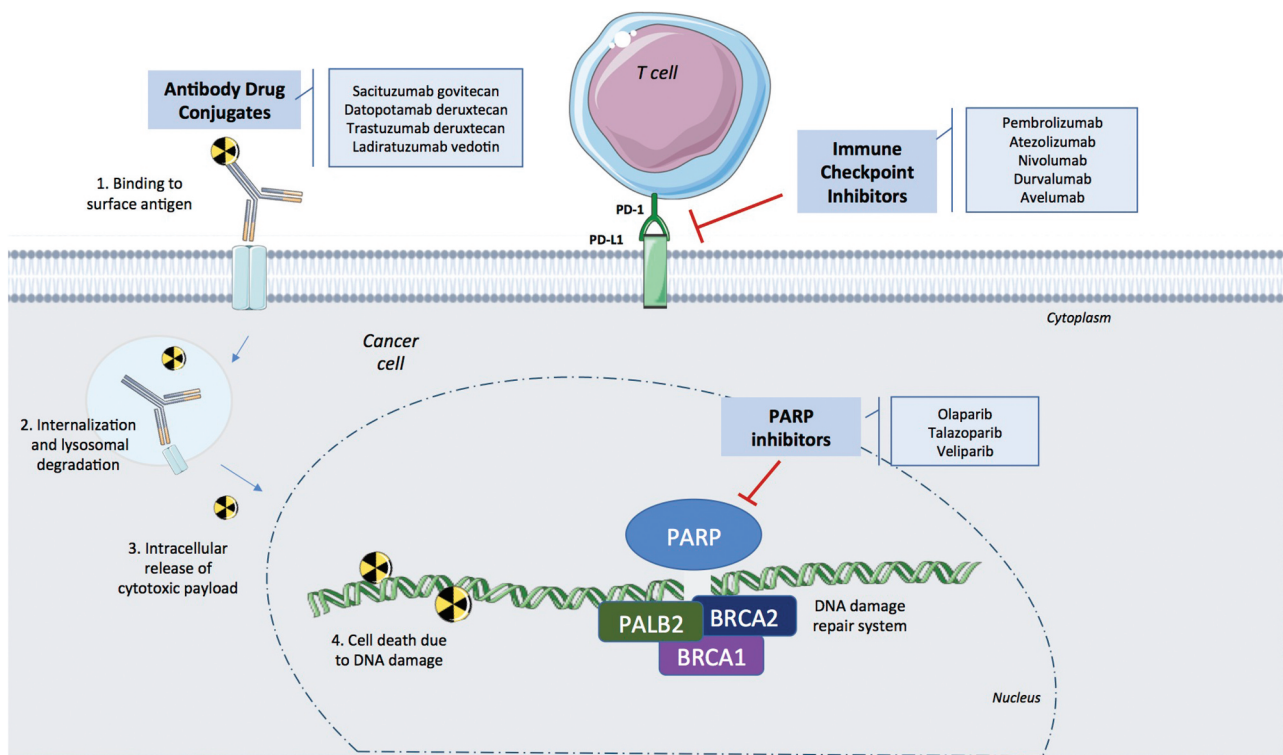 Antibody Drug
Conjugates
Sacituzumab govitecan
Datopotamab deruxtecan
Trastuzumab deruxtecan
Ladiratuzumab vedotin
1. Binding to
surface antigen
T cell
PD-1
PD-L1
Immune
Checkpoint
Inhibitors
Pembrolizumab
Atezolizumab
Nivolumab
Durvalumab
Avelumab
Cytoplasm
Cancer
cell
2. Internalization
and lysosomal
degradation
3. Intracellular
release of
cytotoxic payload
PARP
inhibitors
Olaparib
Talazoparib
Veliparib
PARP
PALB2
BRCA2
BRCA1
DNA damage
repair system
4. Cell death due
to DNA damage
Nucleus